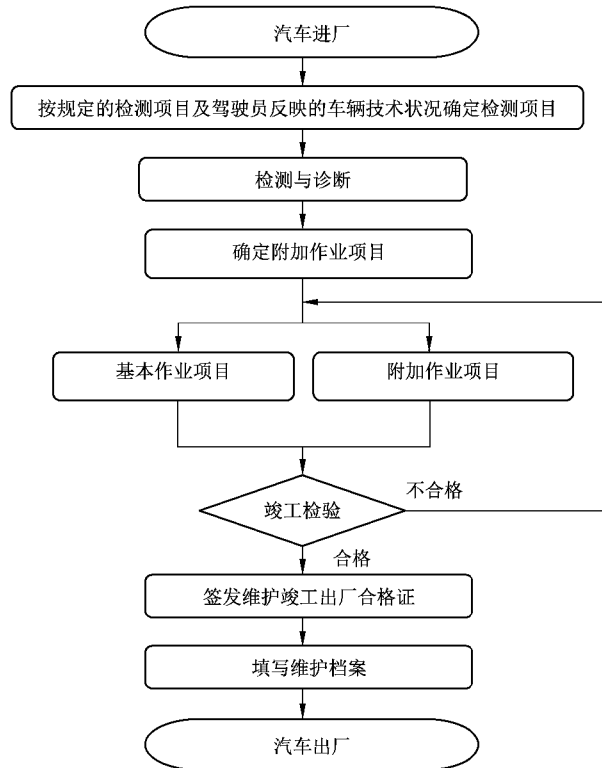 汽车进厂
按规定的检测项目及驾驶员反映的车辆技术状况确定检测项目
检测与诊断
确定附加作业项目
基本作业项目
附加作业项目
竣工检验
不合格
合格
签发维护竣工出厂合格证
填写维护档案
汽车出厂